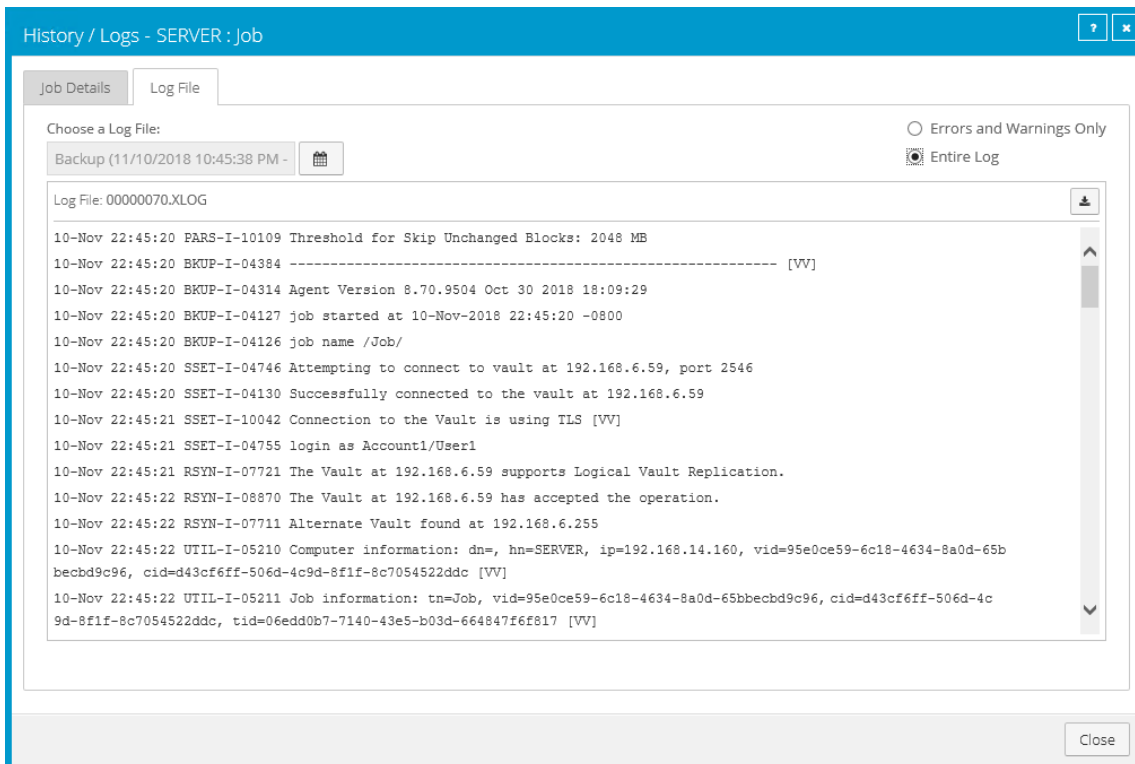 History / Logs - SERVER : Job
? x
Job Details Log File
Choose a Log File:
Errors and Warnings Only
Backup (11/10/2018 10:45:38 PM -
Entire Log
Log File: 00000070.XLOG
10-Nov 22:45:20 PARS-I-10109 Threshold for Skip Unchanged Blocks: 2048 MB
10-Nov 22:45:20 BKUP-I-04384 ------------------------------------------------------------ [VV]
10-Nov 22:45:20 BKUP-I-04314 Agent Version 8.70.9504 Oct 30 2018 18:09:29
10-Nov 22:45:20 BKUP-I-04127 job started at 10-Nov-2018 22:45:20 -0800
10-Nov 22:45:20 BKUP-I-04126 job name /Job/
10-Nov 22:45:20 SSET-I-04746 Attempting to connect to vault at 192.168.6.59, port 2546
10-Nov 22:45:20 SSET-I-04130 Successfully connected to the vault at 192.168.6.59
10-Nov 22:45:21 SSET-I-10042 Connection to the Vault is using TLS [VV]
10-Nov 22:45:21 SSET-I-04755 login as Account1/User1
10-Nov 22:45:21 RSYN-I-07721 The Vault at 192.168.6.59 supports Logical Vault Replication.
10-Nov 22:45:22 RSYN-I-08870 The Vault at 192.168.6.59 has accepted the operation.
10-Nov 22:45:22 RSYN-I-07711 Alternate Vault found at 192.168.6.255
10-Nov 22:45:22 UTIL-I-05210 Computer information: dn=, hn=SERVER, ip=192.168.14.160, vid=95e0ce59-6c18-4634-8a0d-65b
becbd9c96, cid=d43cf6ff-506d-4c9d-8f1f-8c7054522ddc [VV]
10-Nov 22:45:22 UTIL-I-05211 Job information: tn=Job, vid=95e0ce59-6c18-4634-8a0d-65bbecbd9c96, cid=d43cf6ff-506d-4c
9d-8f1f-8c7054522ddc, tid=06edd0b7-7140-43e5-b03d-664847f6f817 [VV]
Close